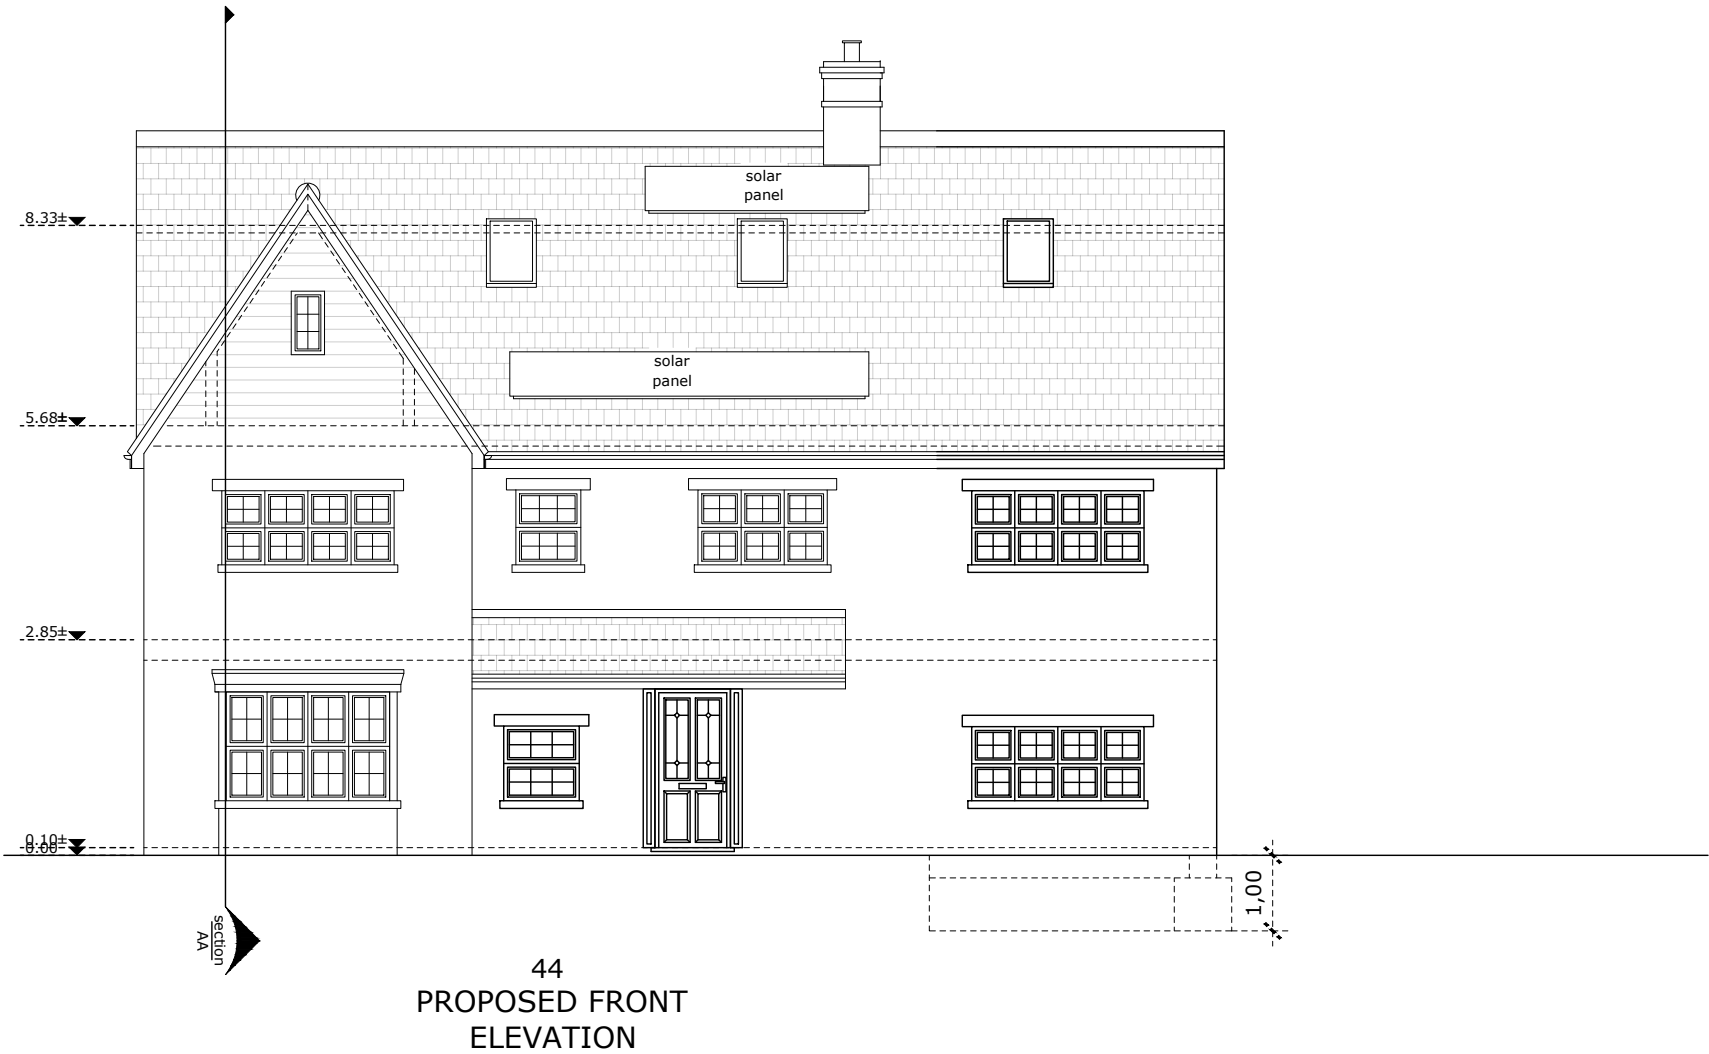 solar
panel
8.33±
solar
panel
5.68±
2.85±
0.10±
0.00
1,00
section
AA
44
PROPOSED FRONT
ELEVATION